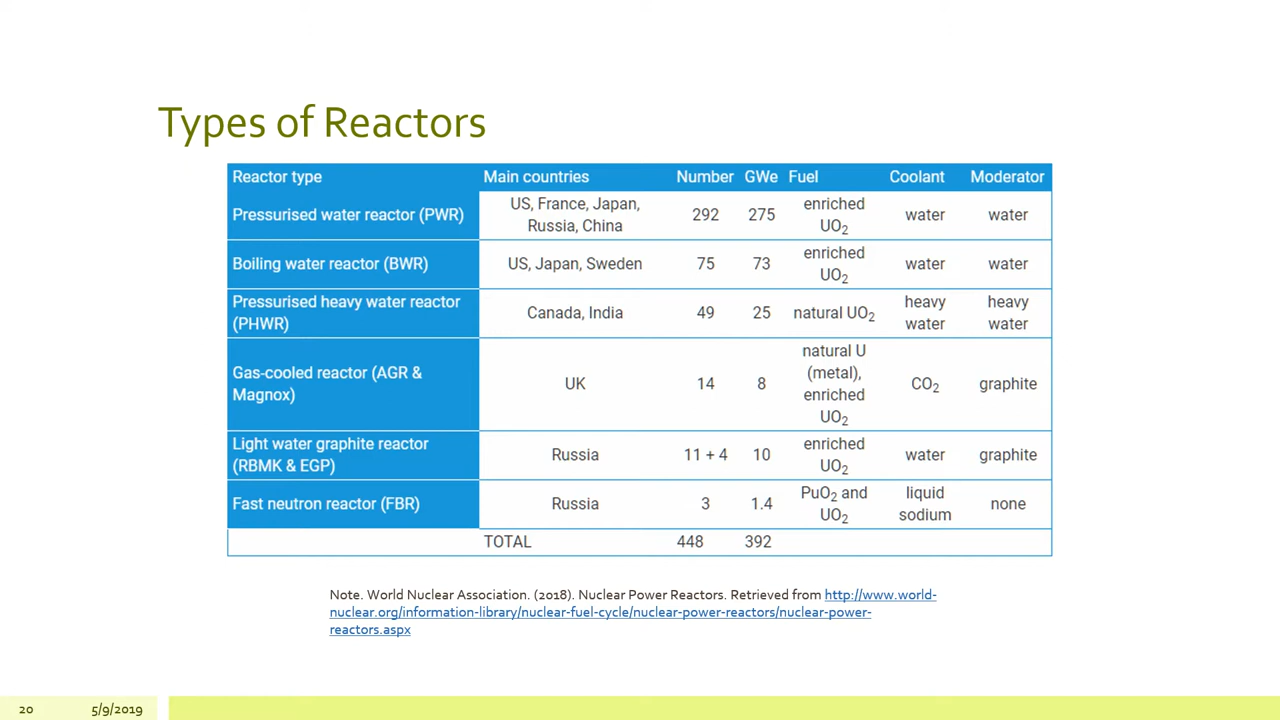 Types of Reactors
Reactor type Main countries Number GWe Fuel Coolant Moderator
Pressurised water reactor (PWR) US, France, Japan, Russia, China 292 275 enriched UO2 water water
Boiling water reactor (BWR) US, Japan, Sweden 75 73 enriched UO2 water water
Pressurised heavy water reactor (PHWR) Canada, India 49 25 natural UO2 heavy water heavy water
Gas-cooled reactor (AGR & Magnox) UK 14 8 natural U (metal), enriched UO2 CO2 graphite
Light water graphite reactor (RBMK & EGP) Russia 11 + 4 10 enriched UO2 water graphite
Fast neutron reactor (FBR) Russia 3 1.4 PuO2 and UO2 liquid sodium none
TOTAL 448 392
Note. World Nuclear Association. (2018). Nuclear Power Reactors. Retrieved from http://www.world-
nuclear.org/information-library/nuclear-fuel-cycle/nuclear-power-reactors/nuclear-power-
reactors.aspx
20 5/9/2019